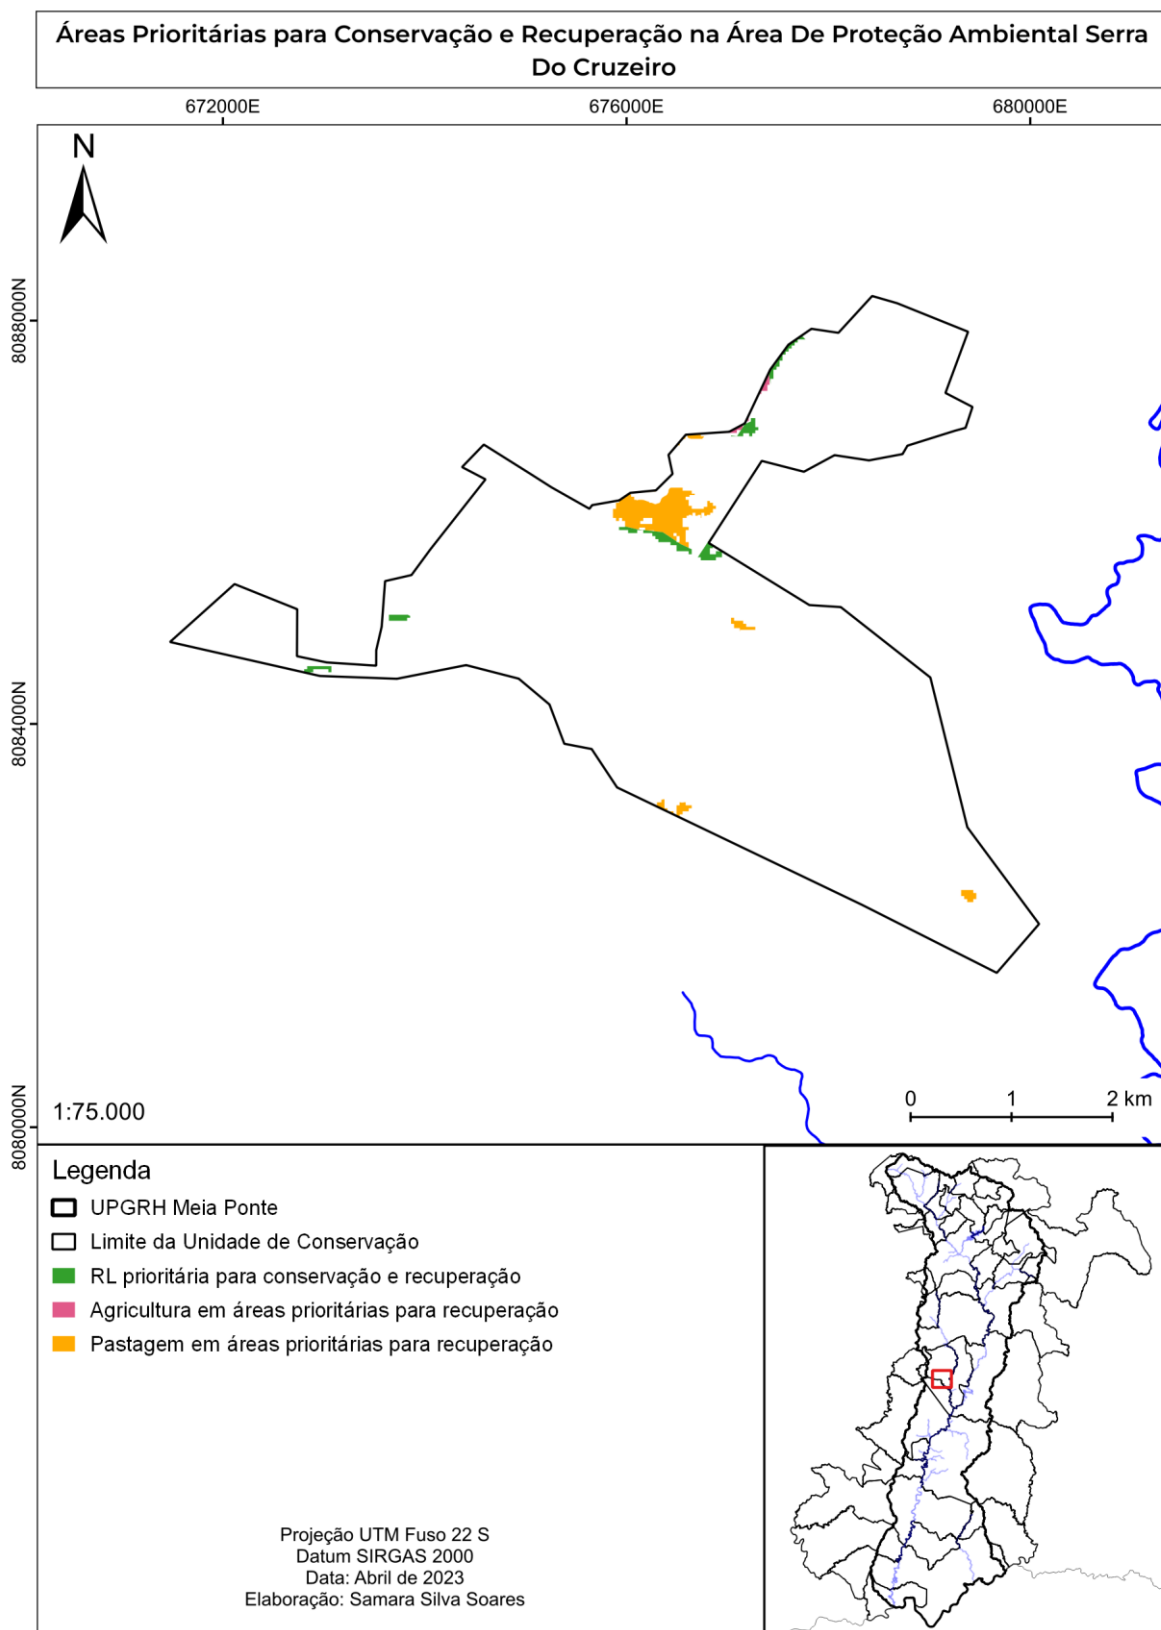 Áreas Prioritárias para Conservação e Recuperação na Área De Proteção Ambiental Serra
Do Cruzeiro
672000E
676000E
680000E
N
8088000N
8084000N
8080000N
1:75.000
0
1
2 km
Legenda
UPGRH Meia Ponte
Limite da Unidade de Conservação
RL prioritária para conservação e recuperação
Agricultura em áreas prioritárias para recuperação
Pastagem em áreas prioritárias para recuperação
Projeção UTM Fuso 22 S
Datum SIRGAS 2000
Data: Abril de 2023
Elaboração: Samara Silva Soares